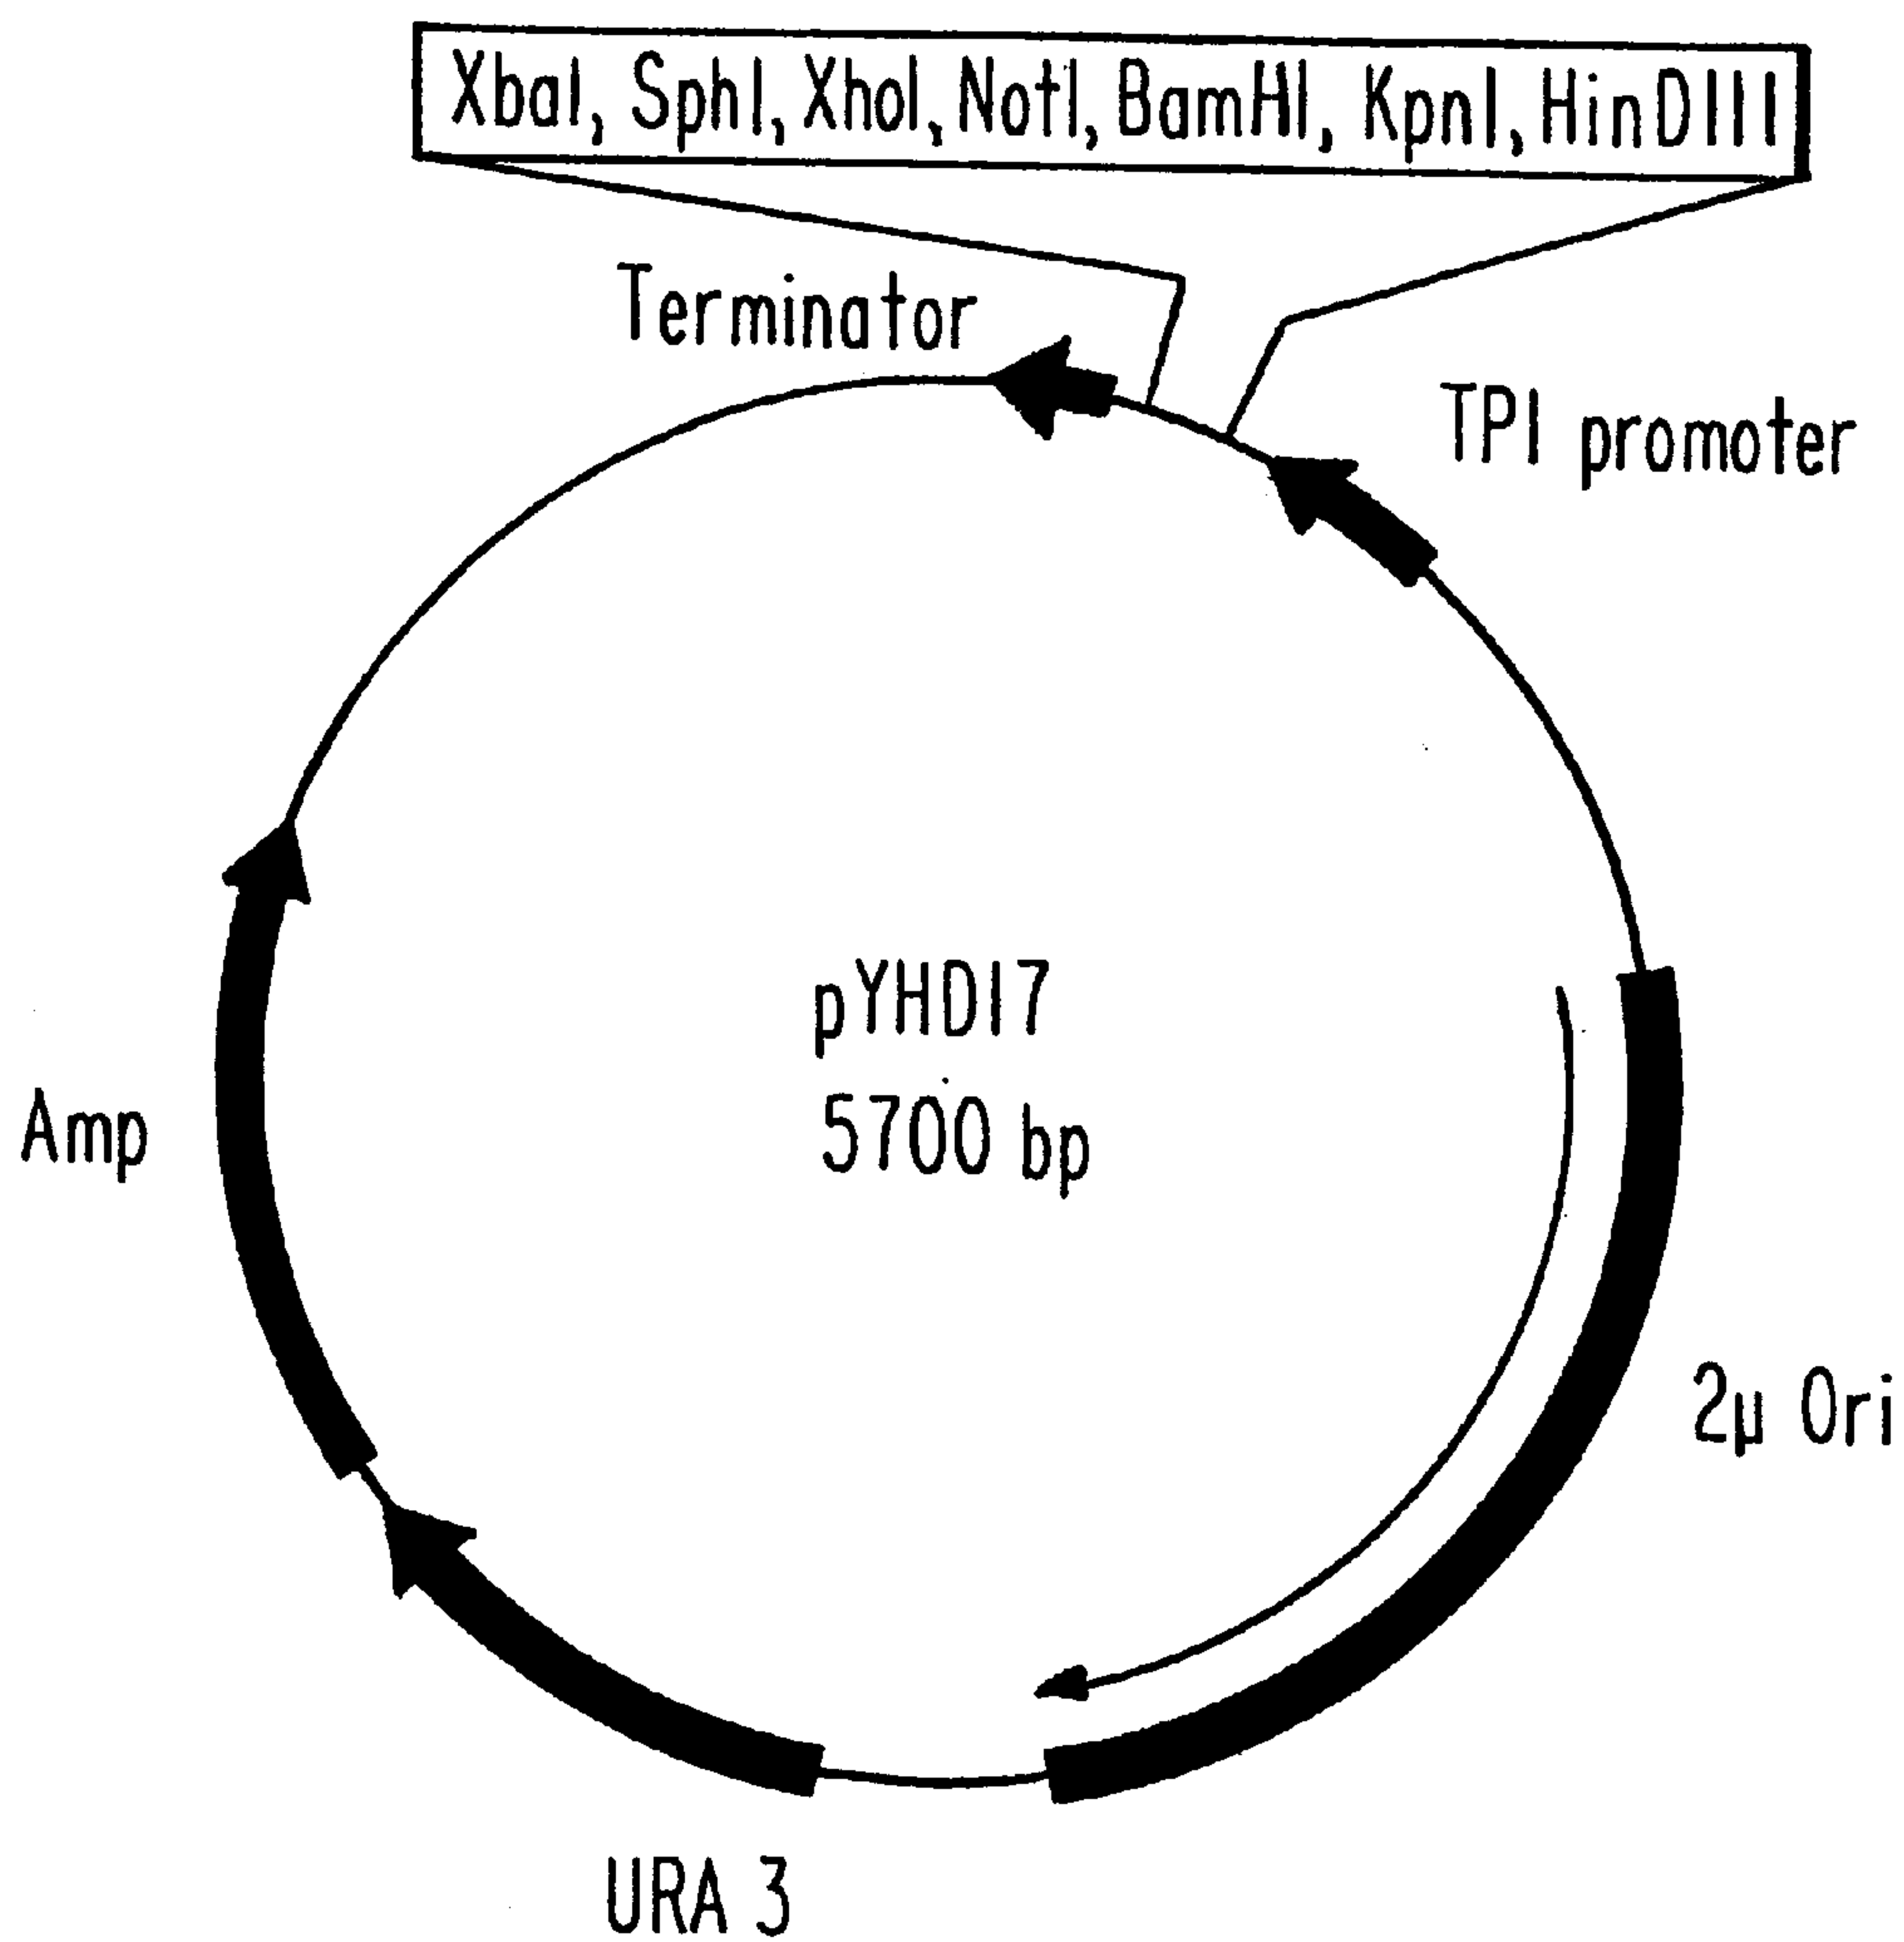 XbaI, SphI, XhoI, NotI, BamHI, KpnI, HinDIII
Terminator
TPI promoter
pYHD17
5700 bp
Amp
2µ Ori
URA 3